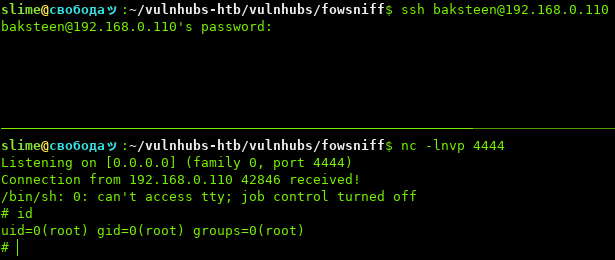 slime@свободаツ :~/vulnhubs-htb/vulnhubs/fowsniff$ ssh baksteen@192.168.0.110
baksteen@192.168.0.110's password:
slime@свободаツ :~/vulnhubs-htb/vulnhubs/fowsniff$ nc -lnvp 4444
Listening on [0.0.0.0] (family 0, port 4444)
Connection from 192.168.0.110 42846 received!
/bin/sh: 0: can't access tty; job control turned off
# id
uid=0(root) gid=0(root) groups=0(root)
#